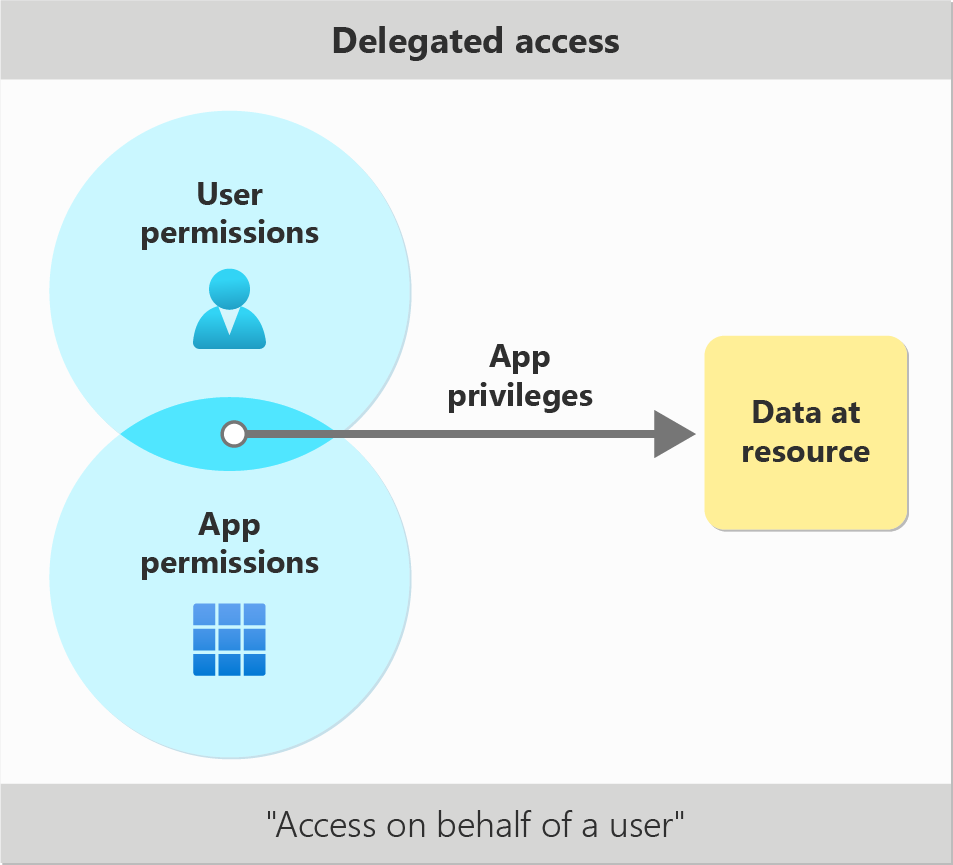 Delegated access
User
permissions
App
privileges
Data at
resource
App
permissions
"Access on behalf of a user"